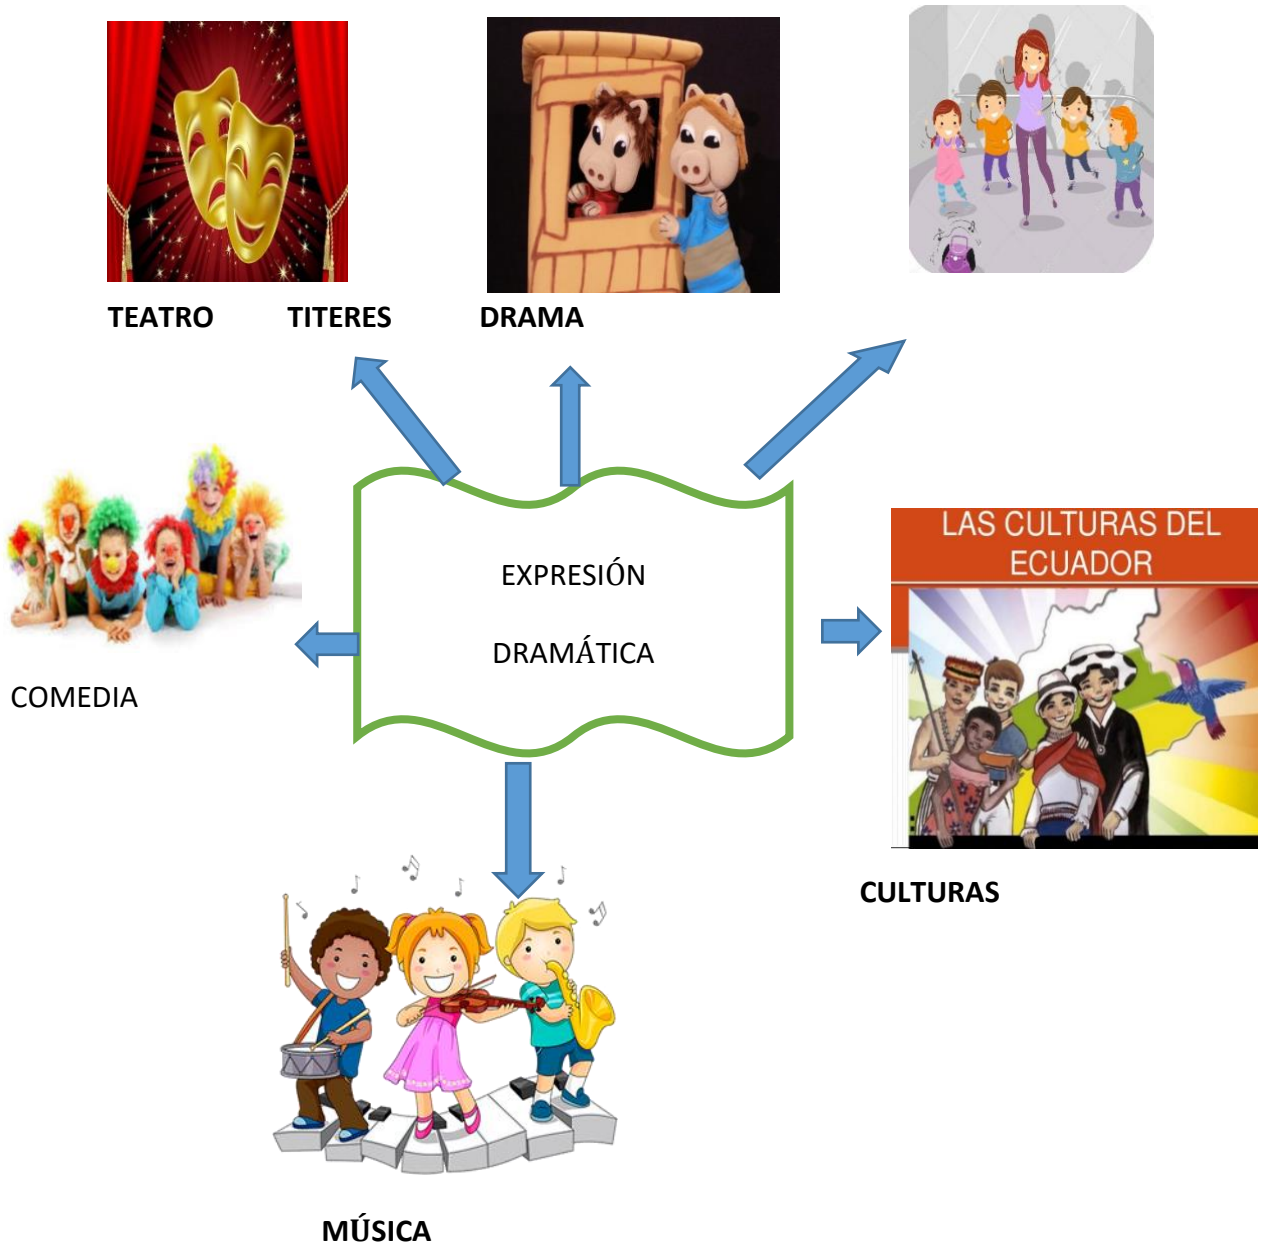 TEATRO TITERES DRAMA
EXPRESIÓN
DRAMÁTICA
LAS CULTURAS DEL
ECUADOR
COMEDIA
CULTURAS
MÚSICA